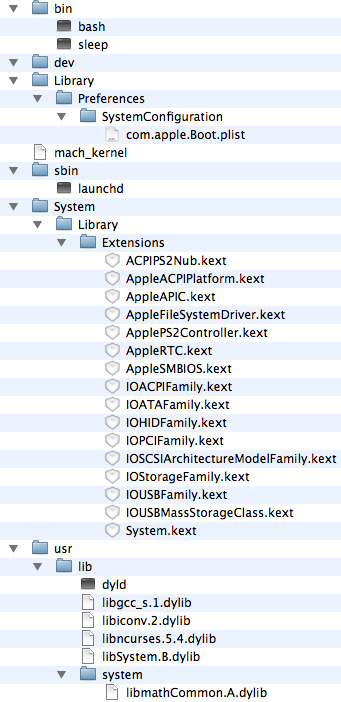 bin
bash
sleep
dev
Library
Preferences
SystemConfiguration
com.apple.Boot.plist
mach_kernel
sbin
launchd
System
Library
Extensions
ACPIPS2Nub.kext
AppleACPIPlatform.kext
AppleAPIC.kext
AppleFileSystemDriver.kext
ApplePS2Controller.kext
AppleRTC.kext
AppleSMBIOS.kext
IOACPIFamily.kext
IOATAFamily.kext
IOHIDFamily.kext
IOPCIFamily.kext
IOSCSIArchitectureModelFamily.kext
IOStorageFamily.kext
IOUSBFamily.kext
IOUSBMassStorageClass.kext
System.kext
usr
lib
dyld
libgcc_s.1.dylib
libiconv.2.dylib
libncurses.5.4.dylib
libSystem.B.dylib
system
libmathCommon.A.dylib